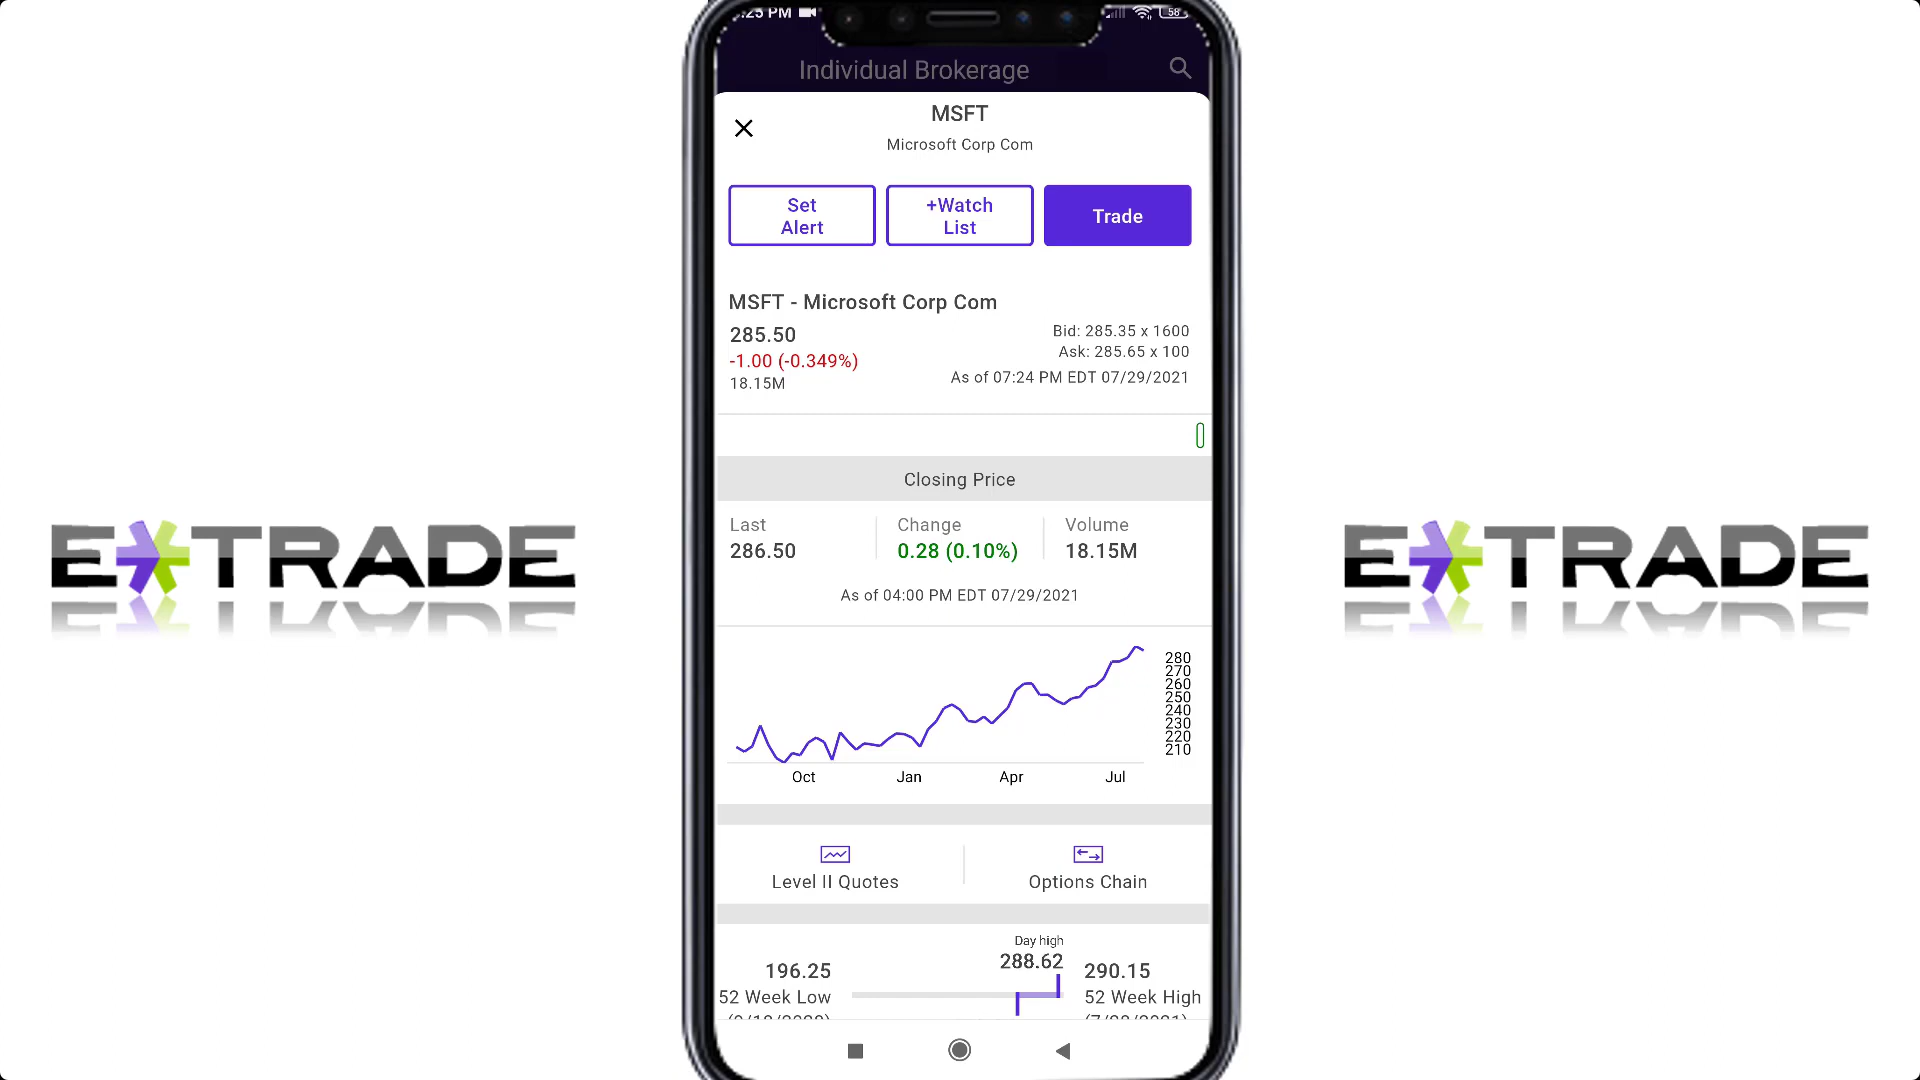 :25 PM
58
Individual Brokerage
MSFT
Microsoft Corp Com
Set
Alert
+Watch
List
Trade
MSFT - Microsoft Corp Com
285.50
-1.00 (-0.349%)
18.15M
Bid: 285.35 x 1600
Ask: 285.65 x 100
As of 07:24 PM EDT 07/29/2021
Closing Price
Last
286.50
Change
0.28 (0.10%)
Volume
18.15M
As of 04:00 PM EDT 07/29/2021
280
270
260
250
240
230
220
210
Oct Jan Apr Jul
Level II Quotes
Options Chain
Day high
288.62
196.25
52 Week Low
290.15
52 Week High
E*TRADE
E*TRADE